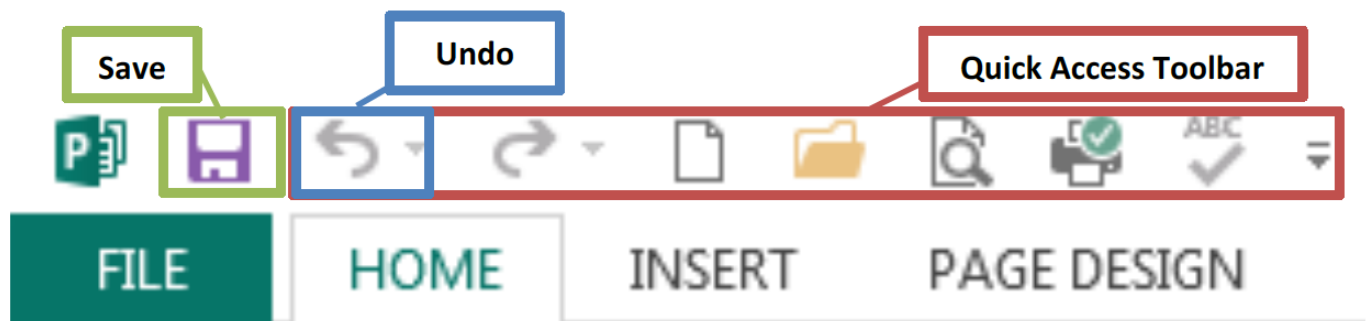 Save
Undo
Quick Access Toolbar
P
ABC
FILE HOME INSERT PAGE DESIGN